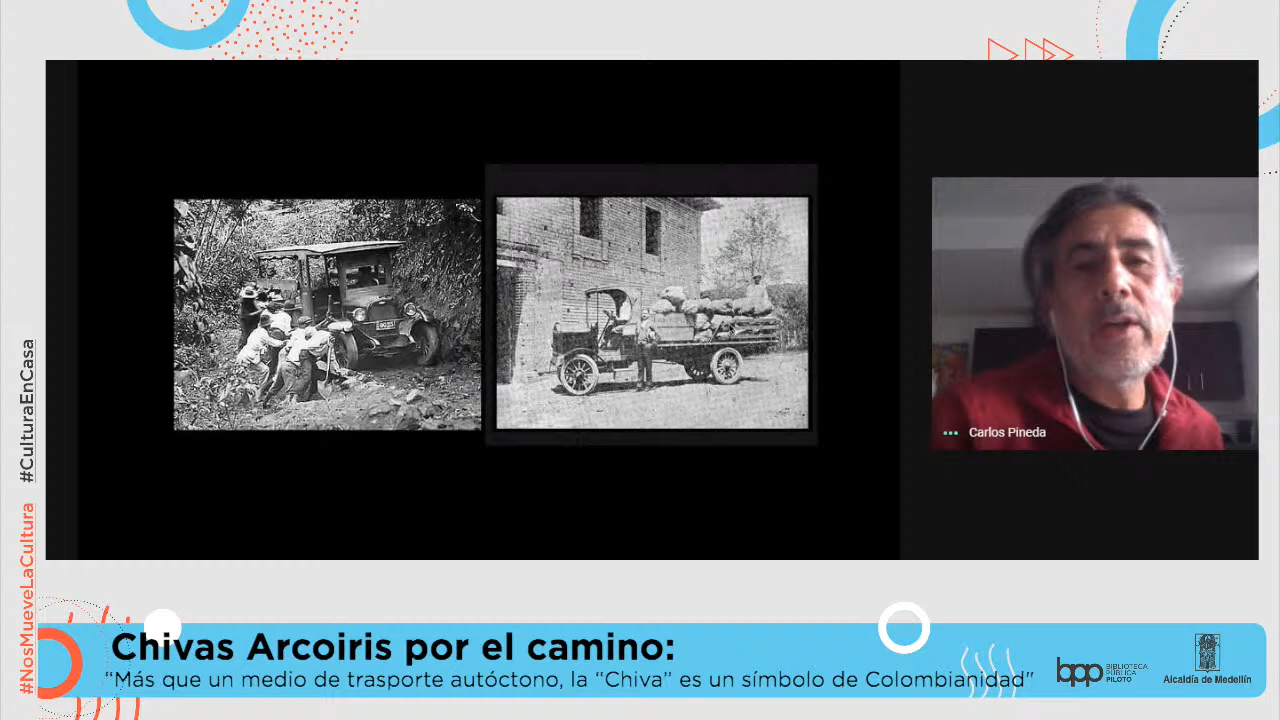 #CulturaEnCasa
#NosMueveLaCultura
Carlos Pineda
Chivas Arcoiris por el camino:
“Más que un medio de trasporte autóctono, la “Chiva” es un símbolo de Colombianidad”
bpp
BIBLIOTECA
PÚBLICA
PILOTO
Alcaldía de Medellín